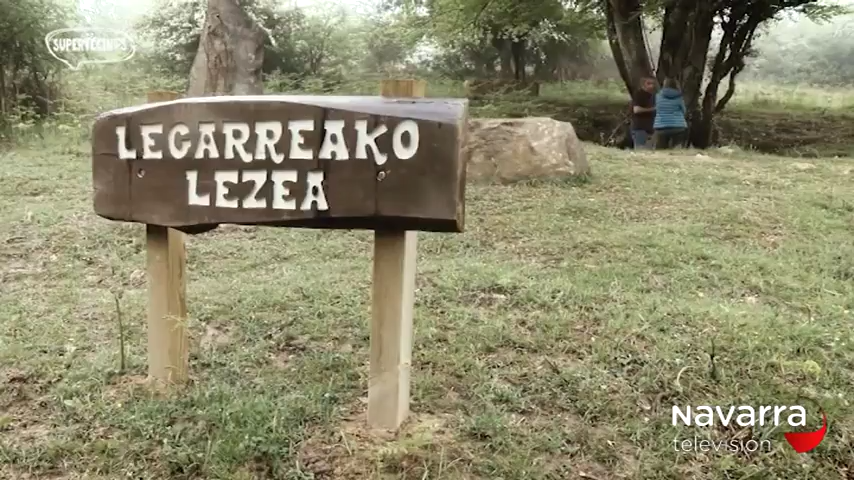 SUPERVECINOS
LEGARREAKO
LEZEA
Navarra
televisión